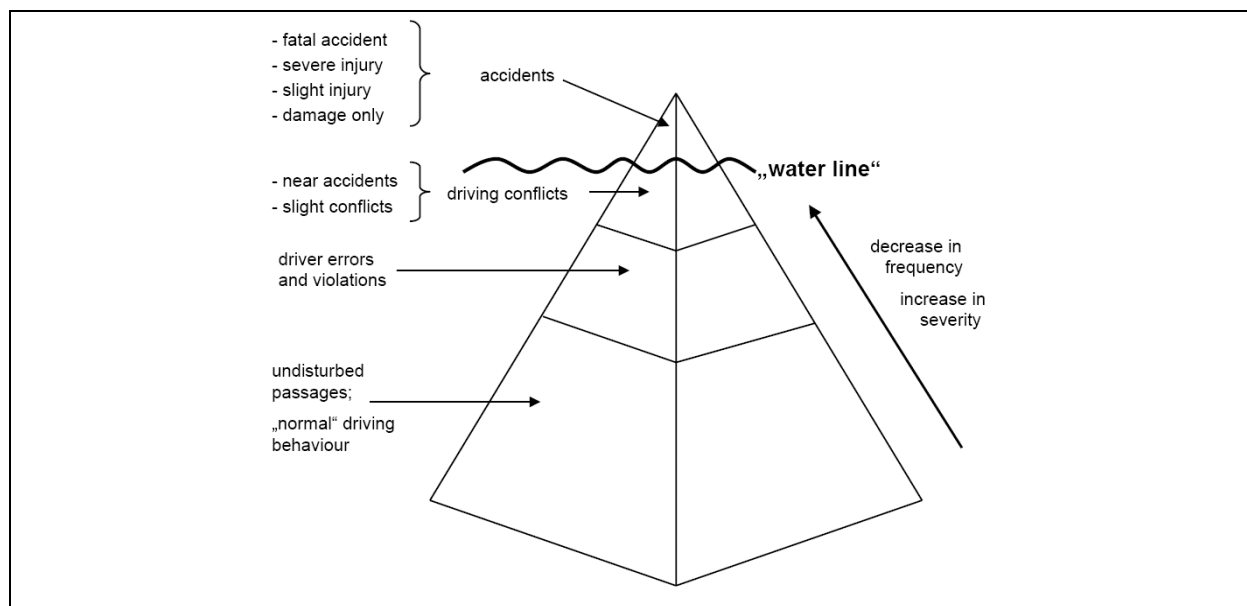 - fatal accident
- severe injury
- slight injury
- damage only
accidents
„water line“
- near accidents
- slight conflicts
driving conflicts
decrease in
frequency
increase in
severity
driver errors
and violations
undisturbed
passages;
„normal“ driving
behaviour